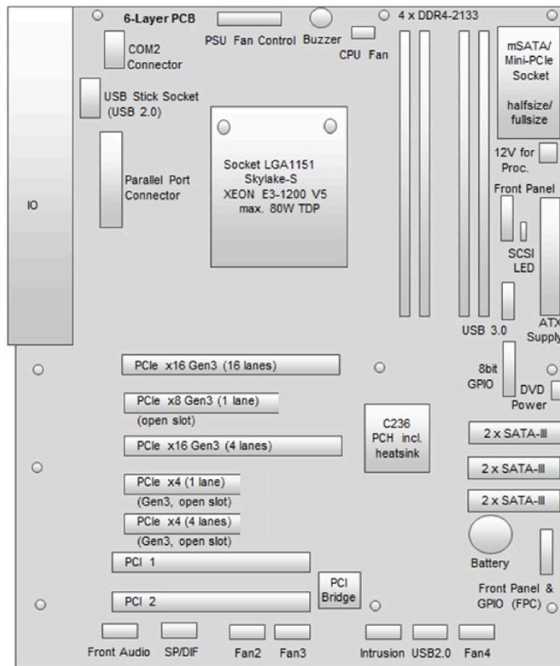 6-Layer PCB
4 x DDR4-2133
PSU Fan Control
Buzzer
CPU Fan
COM2
Connector
mSATA/
Mini-PCIe
Socket
halfsize/
fullsize
USB Stick Socket
(USB 2.0)
12V for
Proc.
Parallel Port
Connector
Socket LGA1151
Skylake-S
XEON E3-1200 V5
max. 80W TDP
IO
Front Panel
SCSI
LED
USB 3.0
ATX
Supply
8bit
GPIO
DVD
Power
PCIe x16 Gen3 (16 lanes)
PCIe x8 Gen3 (1 lane)
(open slot)
PCIe x16 Gen3 (4 lanes)
C236
PCH incl.
heatsink
2 x SATA-III
2 x SATA-III
2 x SATA-III
PCIe x4 (1 lane)
(Gen3, open slot)
PCIe x4 (4 lanes)
(Gen3, open slot)
PCI 1
PCI 2
PCI
Bridge
Battery
Front Panel &
GPIO (FPC)
Front Audio
SP/DIF
Fan2
Fan3
Intrusion
USB2.0
Fan4